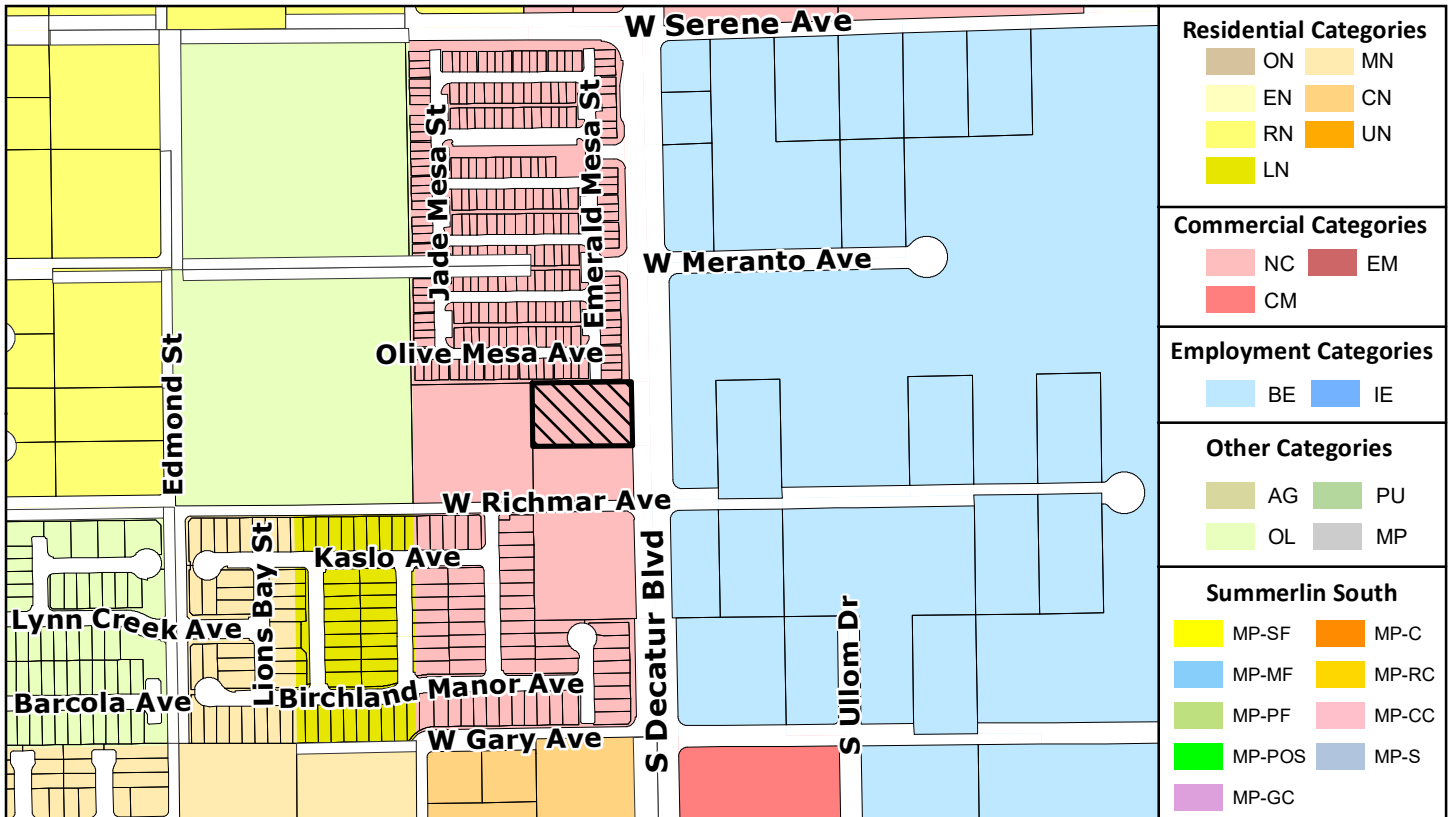 W Serene Ave
Jade Mesa St
Emerald Mesa St
W Meranto Ave
Olive Mesa Ave
Edmond St
W Richmar Ave
Kaslo Ave
Lions Bay St
Lynn Creek Ave
Barcola Ave
Birchland Manor Ave
W Gary Ave
S Decatur Blvd
S Ullom Dr
Residential Categories
ON MN
EN CN
RN UN
LN
Commercial Categories
NC EM
CM
Employment Categories
BE IE
Other Categories
AG PU
OL MP
Summerlin South
MP-SF MP-C
MP-MF MP-RC
MP-PF MP-CC
MP-POS MP-S
MP-GC